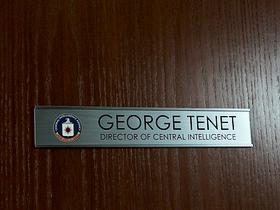 GEORGE TENET
DIRECTOR OF CENTRAL INTELLIGENCE